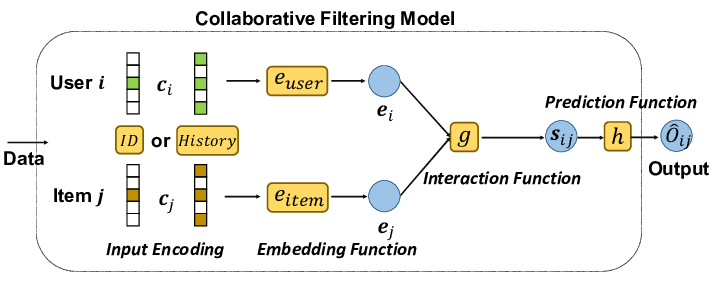 Collaborative Filtering Model
User i
c_i
e_user
e_i
Prediction Function
Data
ID or History
g
s_ij
h
Ô_ij
Interaction Function
Output
Item j
c_j
e_item
e_j
Input Encoding
Embedding Function